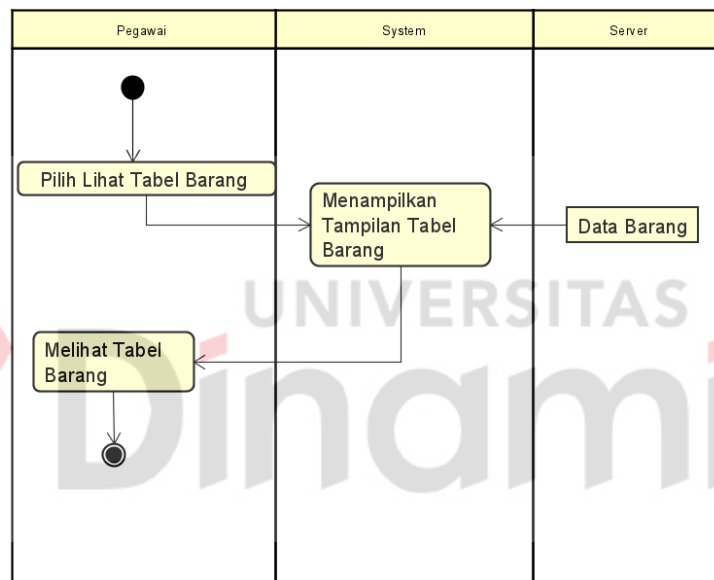 Pegawai
System
Server
Pilih Lihat Tabel Barang
Menampilkan
Tampilan Tabel
Barang
Data Barang
UNIVERSITAS
Melihat Tabel
Barang
Dinami